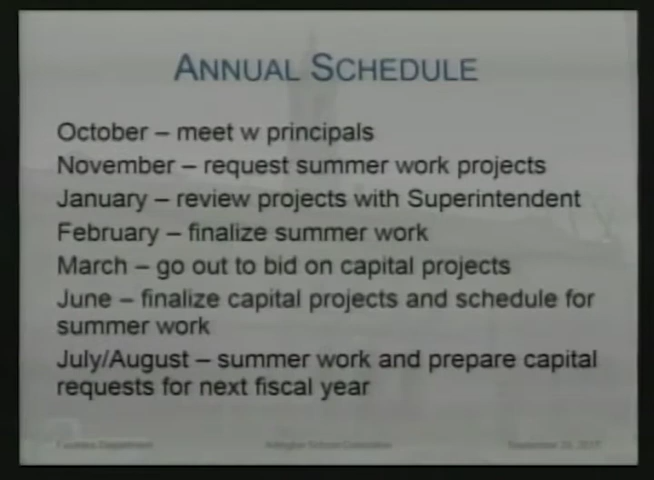 ANNUAL SCHEDULE
October – meet w principals
November – request summer work projects
January – review projects with Superintendent
February – finalize summer work
March – go out to bid on capital projects
June – finalize capital projects and schedule for
summer work
July/August – summer work and prepare capital
requests for next fiscal year